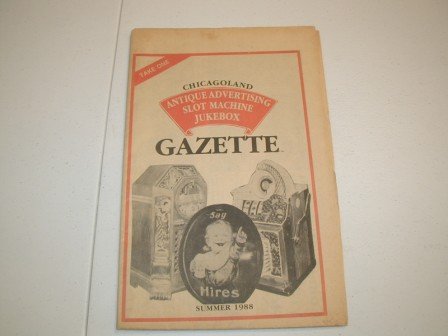 TAKE ONE
CHICAGOLAND
ANTIQUE ADVERTISING
SLOT MACHINE
JUKEBOX
GAZETTE
Say
Hires
SUMMER 1988